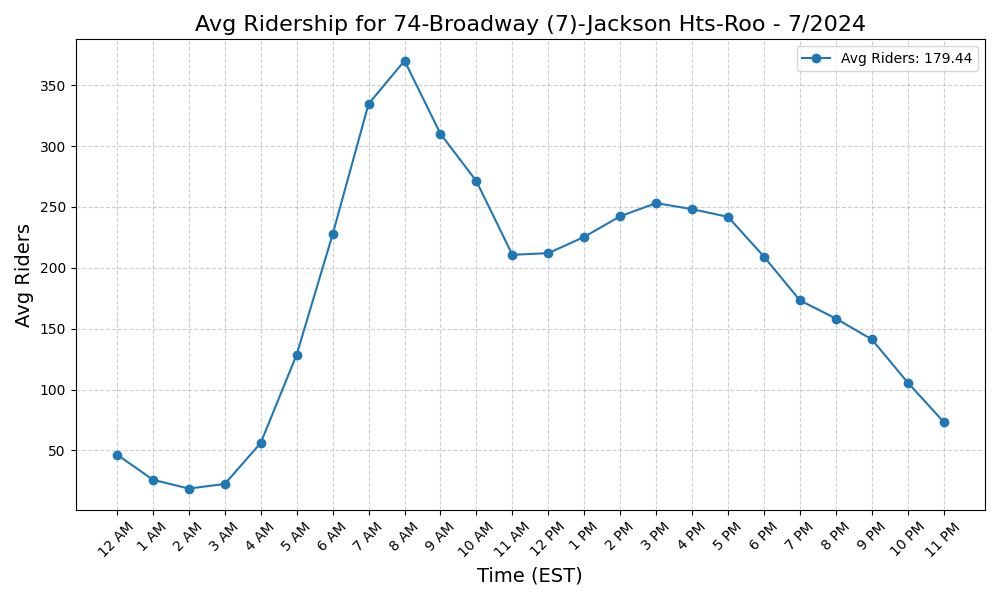 Avg Ridership for 74-Broadway (7)-Jackson Hts-Roo - 7/2024
Avg Riders: 179.44
Avg Riders
350
300
250
200
150
100
50
12 AM
1 AM
2 AM
3 AM
4 AM
5 AM
6 AM
7 AM
8 AM
9 AM
10 AM
11 AM
12 PM
1 PM
2 PM
3 PM
4 PM
5 PM
6 PM
7 PM
8 PM
9 PM
10 PM
11 PM
Time (EST)